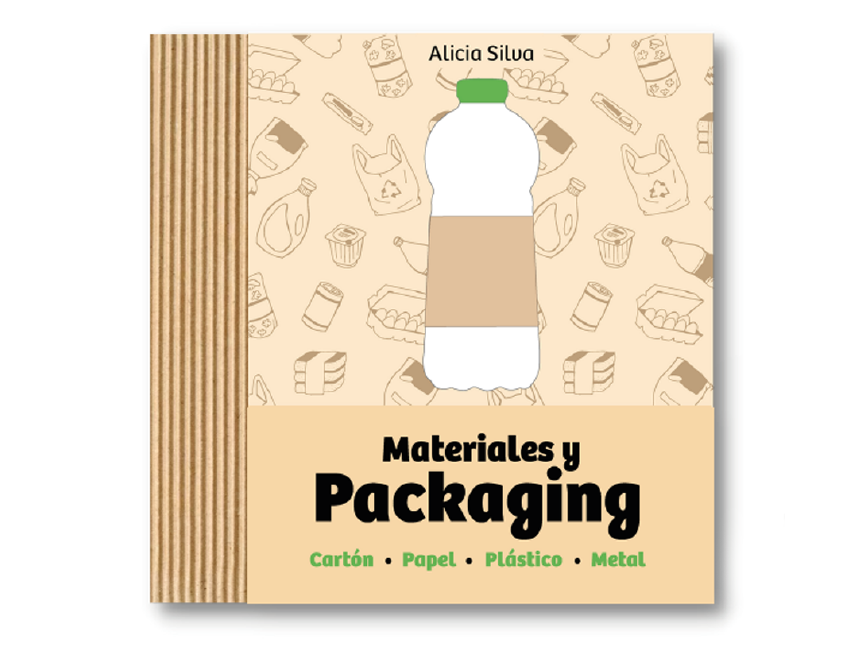 Alicia Silva
Materiales y
Packaging
Cartón • Papel • Plástico • Metal